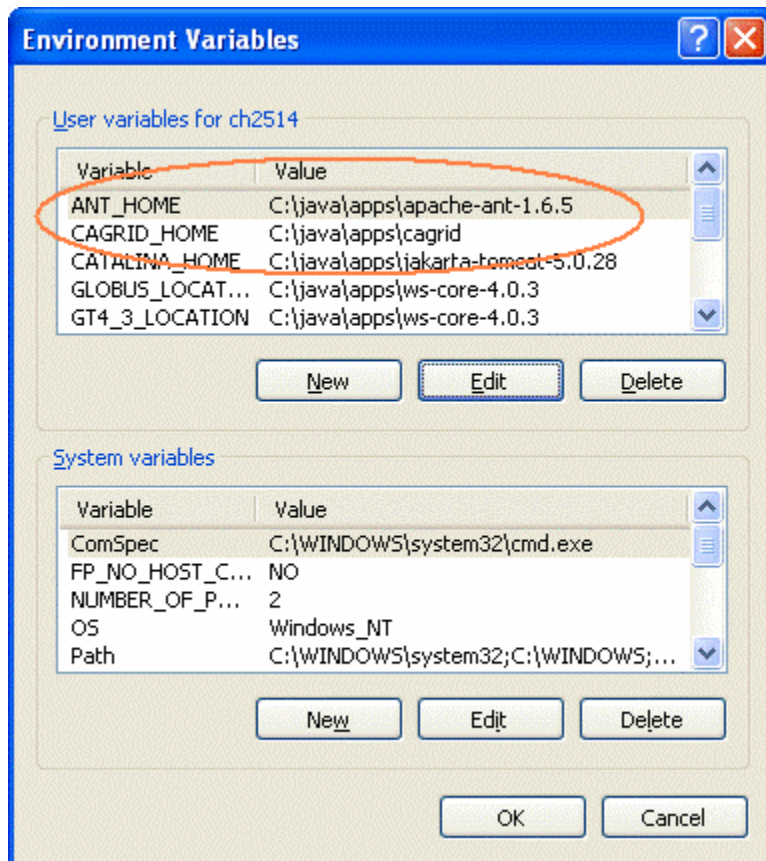 Environment Variables
User variables for ch2514
Variable Value
ANT_HOME C:\java\apps\apache-ant-1.6.5
CAGRID_HOME C:\java\apps\cagrid
CATALINA_HOME C:\java\apps\jakarta-tomcat-5.0.28
GLOBUS_LOCAT... C:\java\apps\ws-core-4.0.3
GT4_3_LOCATION C:\java\apps\ws-core-4.0.3
New Edit Delete
System variables
Variable Value
ComSpec C:\WINDOWS\system32\cmd.exe
FP_NO_HOST_C... NO
NUMBER_OF_P... 2
OS Windows_NT
Path C:\WINDOWS\system32;C:\WINDOWS;...
New Edit Delete
OK Cancel